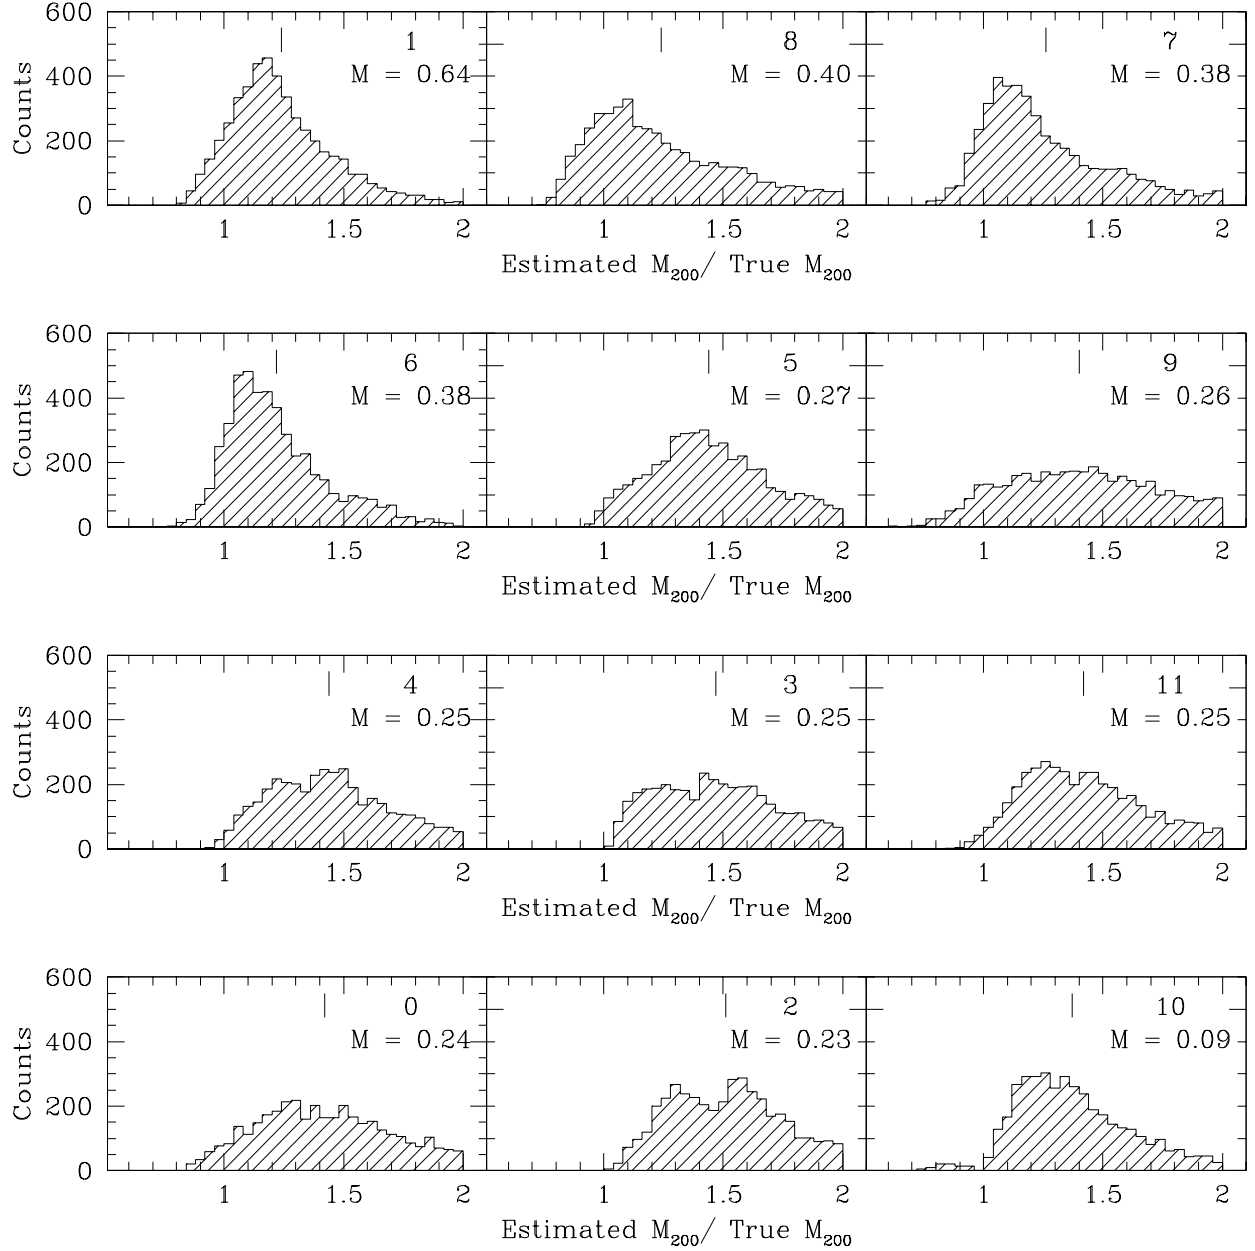 600
400
200
0
Counts
1
M = 0.64
8
M = 0.40
7
M = 0.38
1 1.5 2 1 1.5 2 1 1.5 2
Estimated M200/ True M200
600
400
200
0
Counts
6
M = 0.38
5
M = 0.27
9
M = 0.26
1 1.5 2 1 1.5 2 1 1.5 2
Estimated M200/ True M200
600
400
200
0
Counts
4
M = 0.25
3
M = 0.25
11
M = 0.25
1 1.5 2 1 1.5 2 1 1.5 2
Estimated M200/ True M200
600
400
200
0
Counts
0
M = 0.24
2
M = 0.23
10
M = 0.09
1 1.5 2 1 1.5 2 1 1.5 2
Estimated M200/ True M200